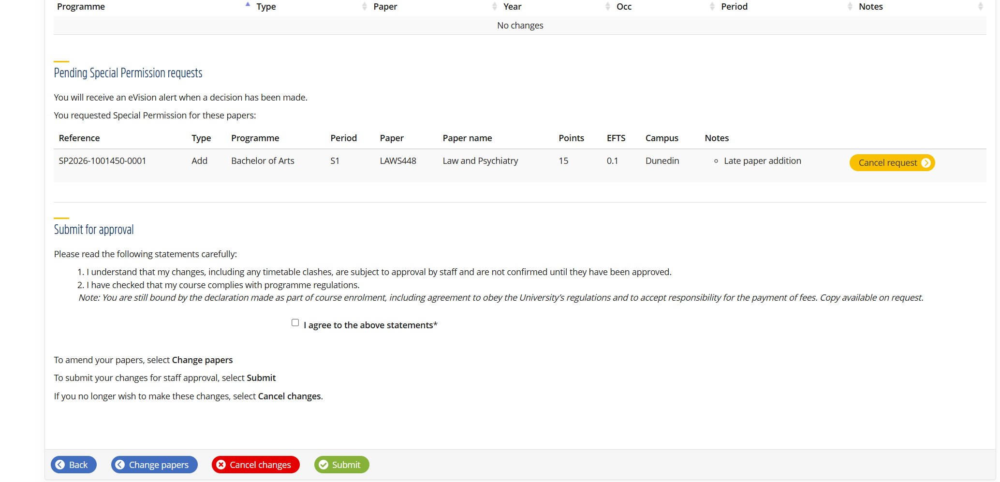 Programme Type Paper Year Occ Period Notes
No changes
Pending Special Permission requests
You will receive an eVision alert when a decision has been made.
You requested Special Permission for these papers:
Reference Type Programme Period Paper Paper name Points EFTS Campus Notes
SP2026-1001450-0001 Add Bachelor of Arts S1 LAWS448 Law and Psychiatry 15 0.1 Dunedin Late paper addition Cancel request
Submit for approval
Please read the following statements carefully:
1. I understand that my changes, including any timetable clashes, are subject to approval by staff and are not confirmed until they have been approved.
2. I have checked that my course complies with programme regulations.
Note: You are still bound by the declaration made as part of course enrolment, including agreement to obey the University’s regulations and to accept responsibility for the payment of fees. Copy available on request.
I agree to the above statements*
To amend your papers, select Change papers
To submit your changes for staff approval, select Submit
If you no longer wish to make these changes, select Cancel changes.
Back Change papers Cancel changes Submit